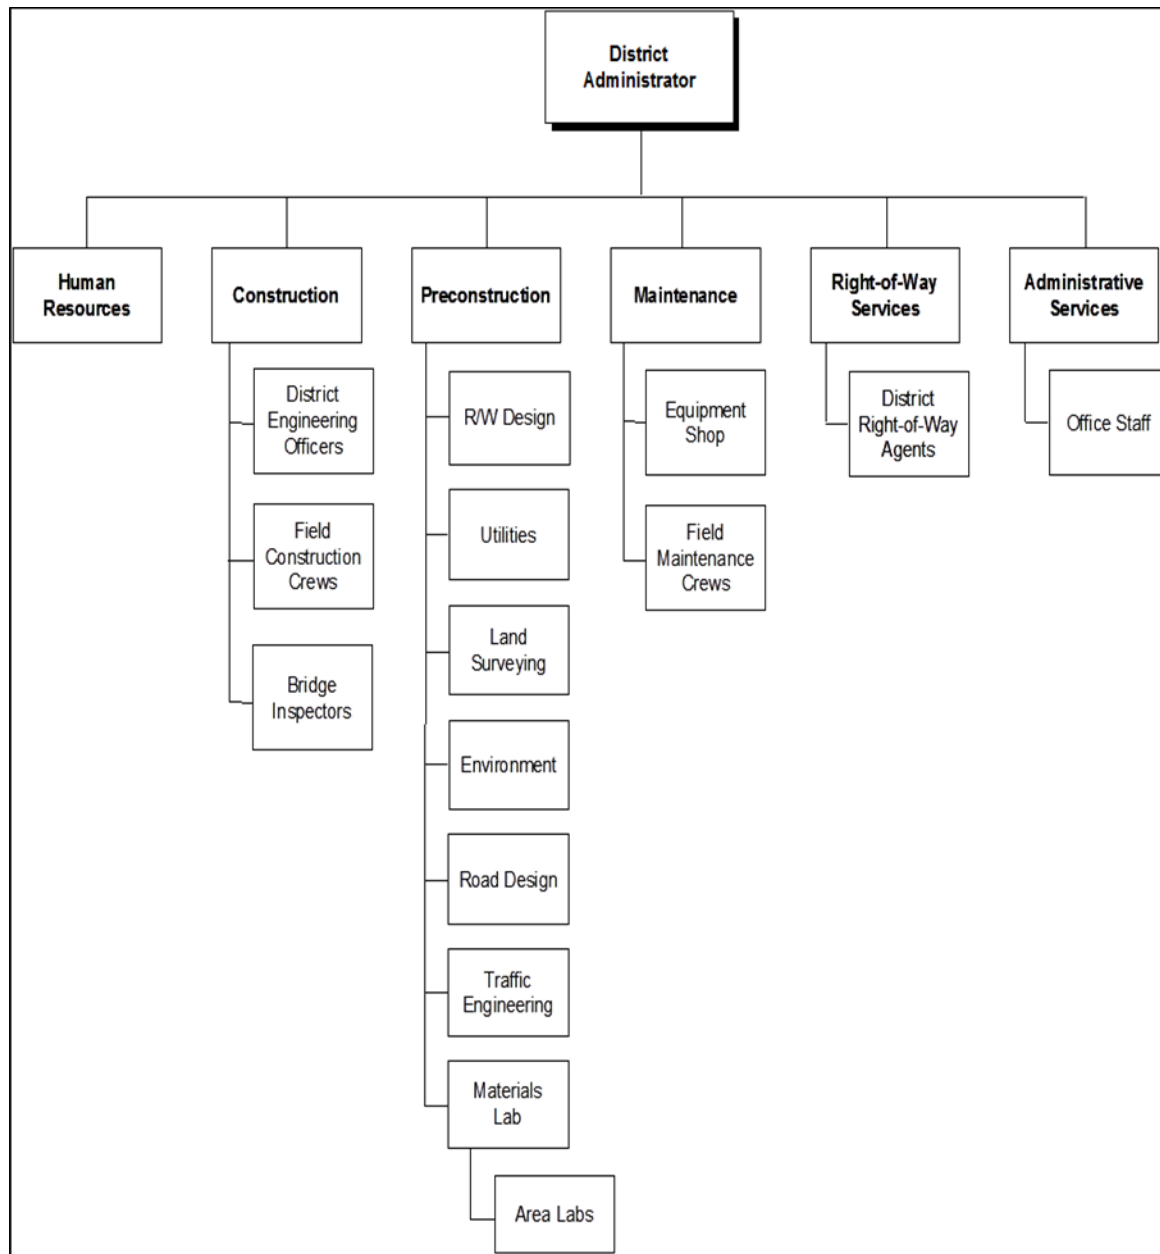 District
Administrator
Human
Resources
Construction
Preconstruction
Maintenance
Right-of-Way
Services
Administrative
Services
District
Engineering
Officers
Field
Construction
Crews
Bridge
Inspectors
R/W Design
Utilities
Land
Surveying
Environment
Road Design
Traffic
Engineering
Materials
Lab
Area Labs
Equipment
Shop
Field
Maintenance
Crews
District
Right-of-Way
Agents
Office Staff